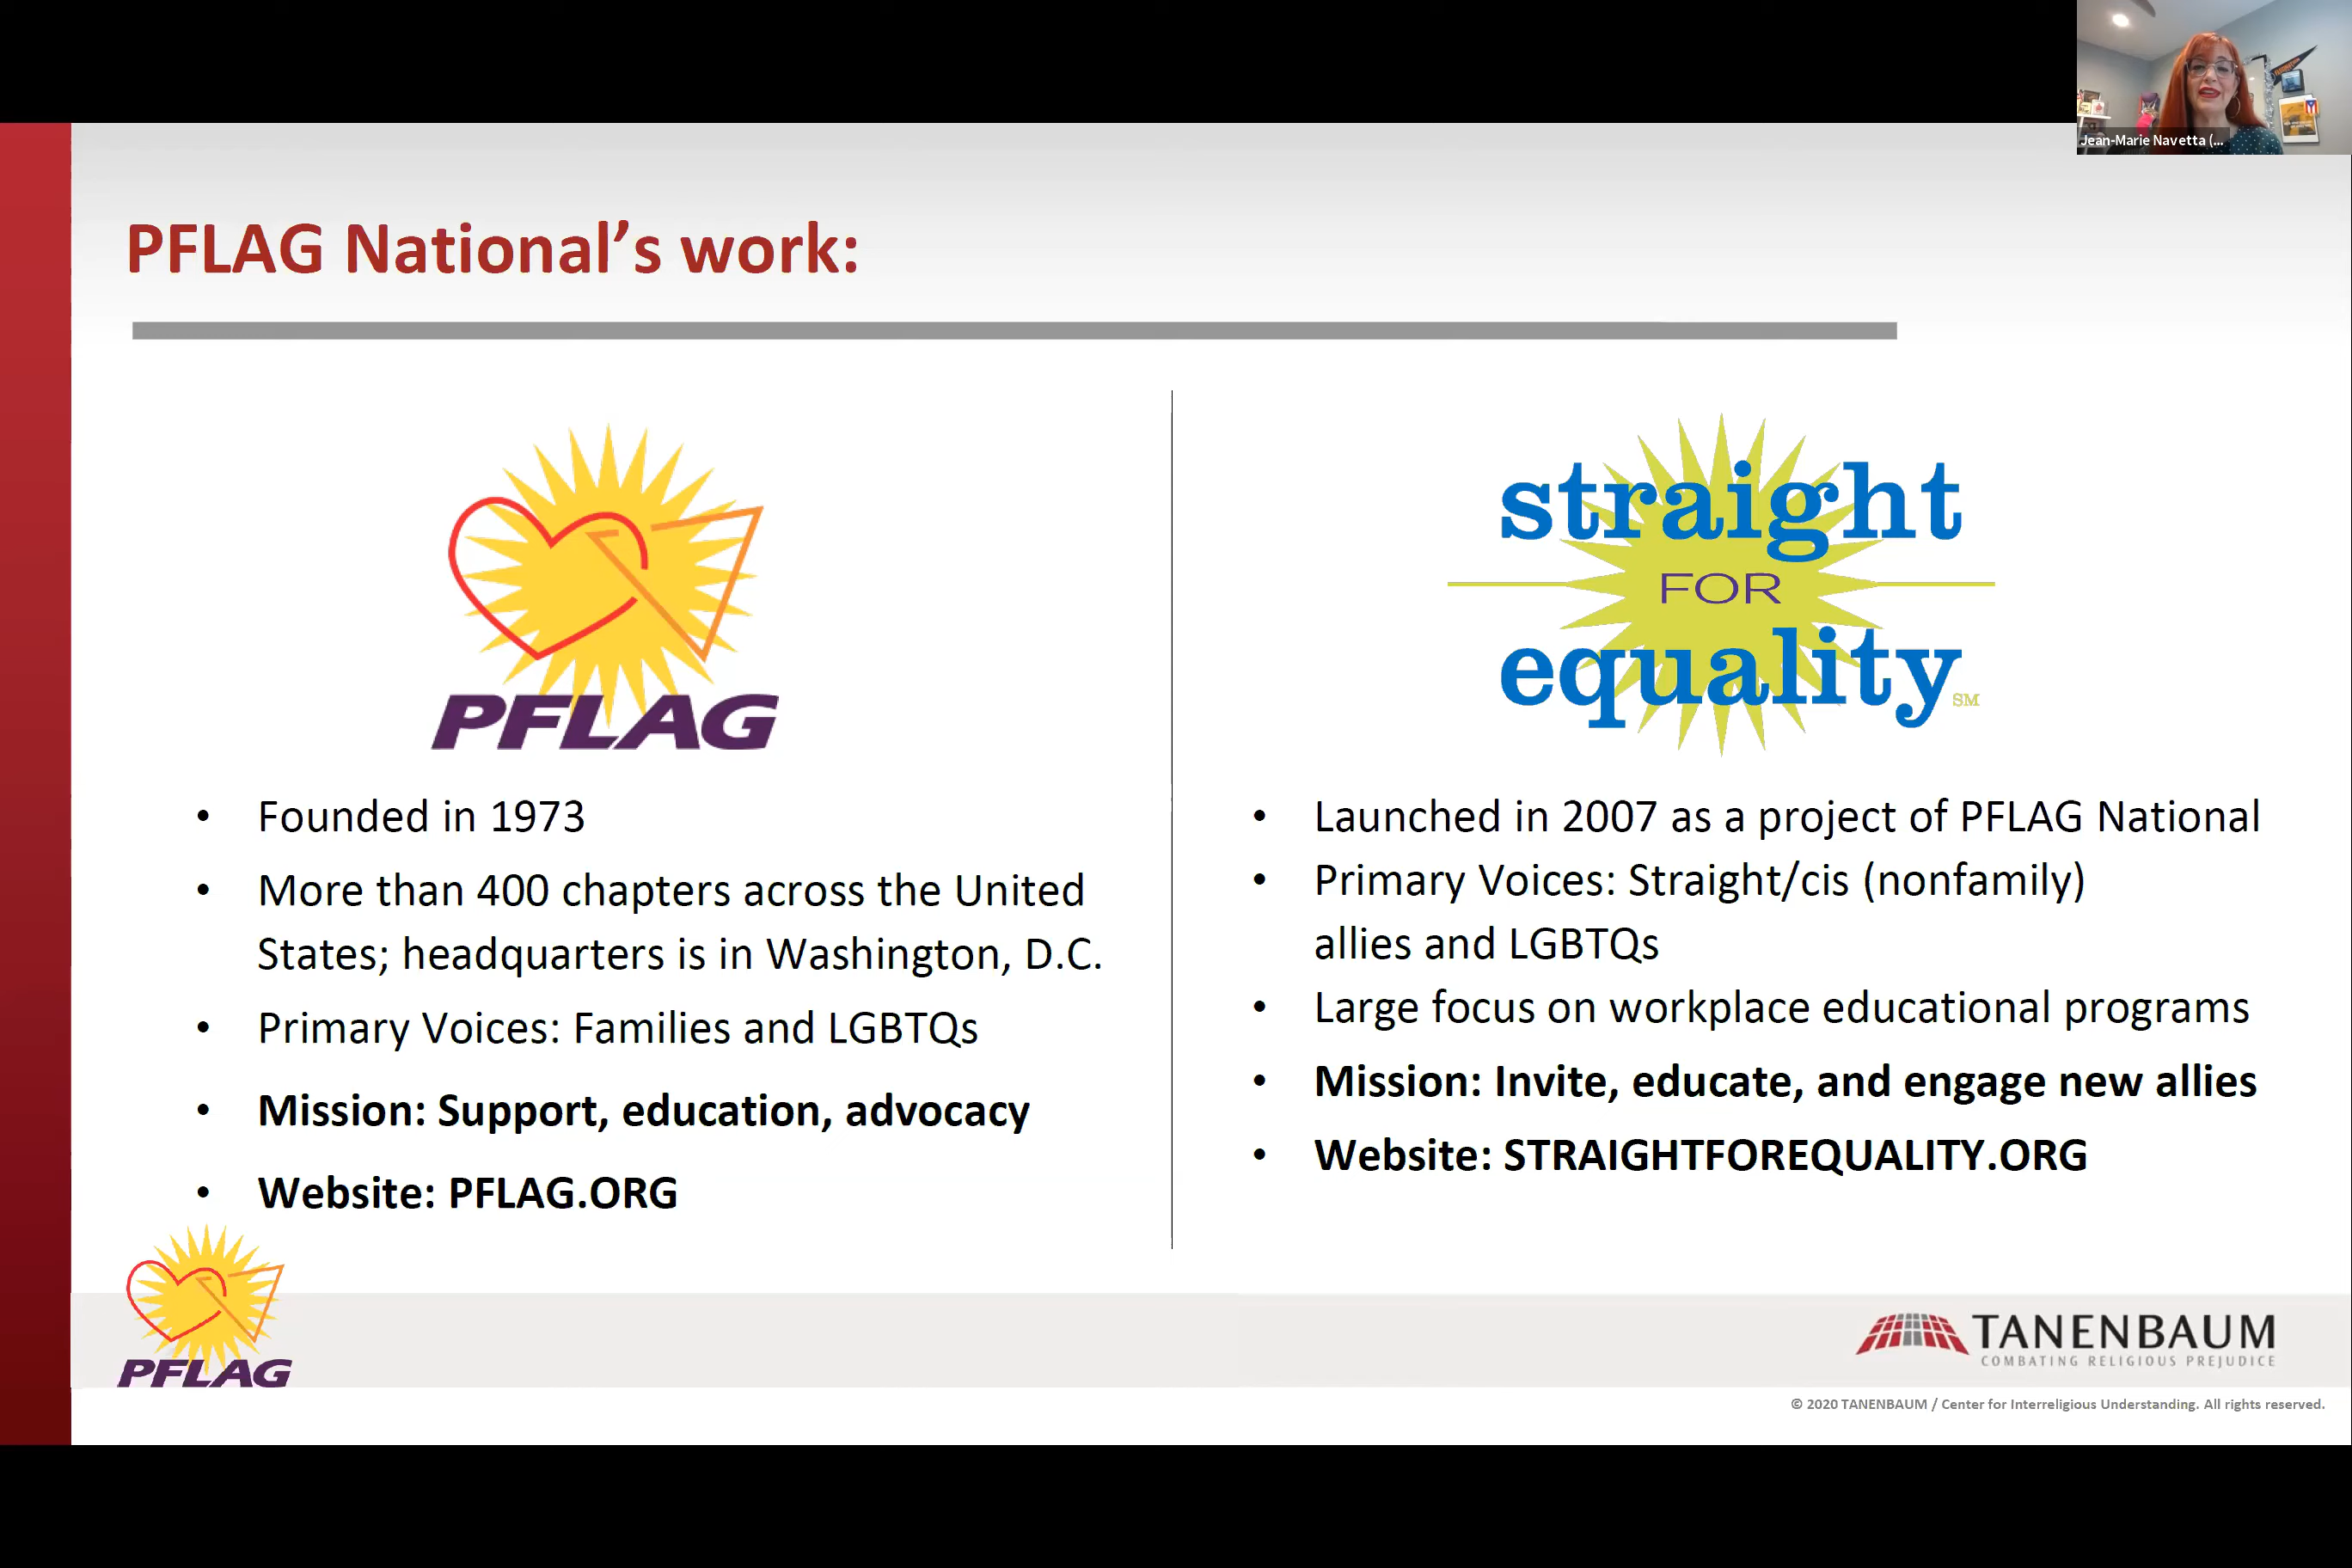 Jean-Marie Navetta (...
PFLAG National’s work:
PFLAG
• Founded in 1973
• More than 400 chapters across the United
States; headquarters is in Washington, D.C.
• Primary Voices: Families and LGBTQs
• Mission: Support, education, advocacy
• Website: PFLAG.ORG
straight
FOR
equality SM
• Launched in 2007 as a project of PFLAG National
• Primary Voices: Straight/cis (nonfamily)
allies and LGBTQs
• Large focus on workplace educational programs
• Mission: Invite, educate, and engage new allies
• Website: STRAIGHTFOREQUALITY.ORG
PFLAG
TANENBAUM
COMBATING RELIGIOUS PREJUDICE
© 2020 TANENBAUM / Center for Interreligious Understanding. All rights reserved.